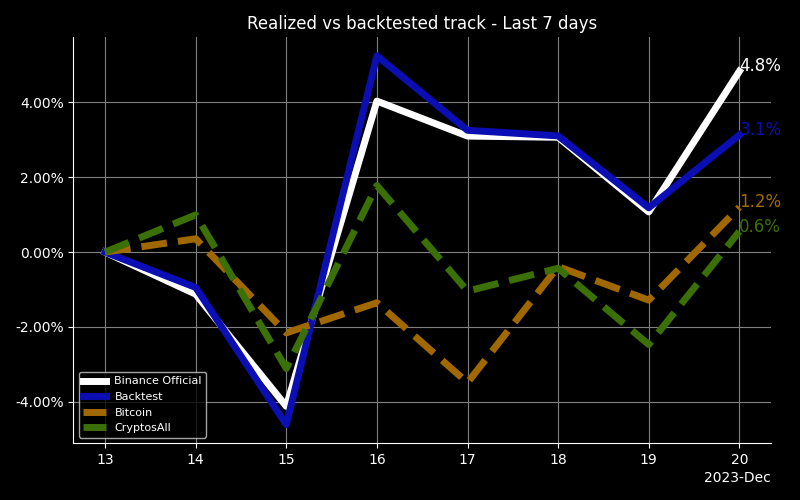 Realized vs backtested track - Last 7 days
4.00%
2.00%
0.00%
-2.00%
-4.00%
4.8%
3.1%
1.2%
0.6%
Binance Official
Backtest
Bitcoin
CryptosAll
13 14 15 16 17 18 19 20
2023-Dec